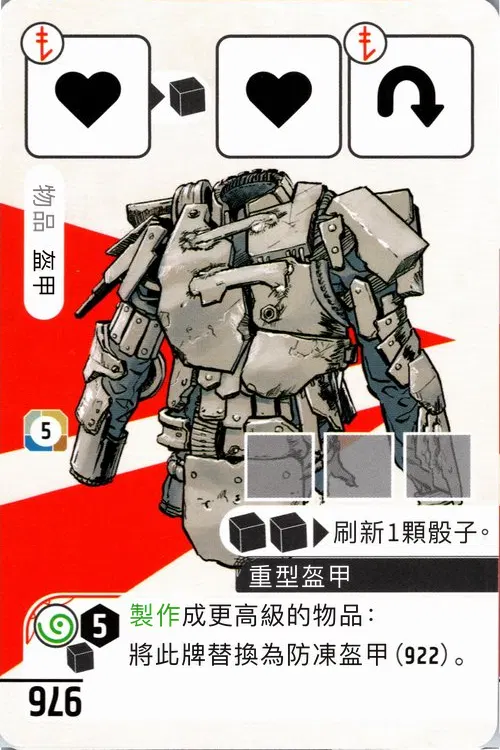 物品 盔甲
5
刷新1顆骰子。
重型盔甲
5
製作成更高級的物品：
將此牌替換為防凍盔甲(922)。
976